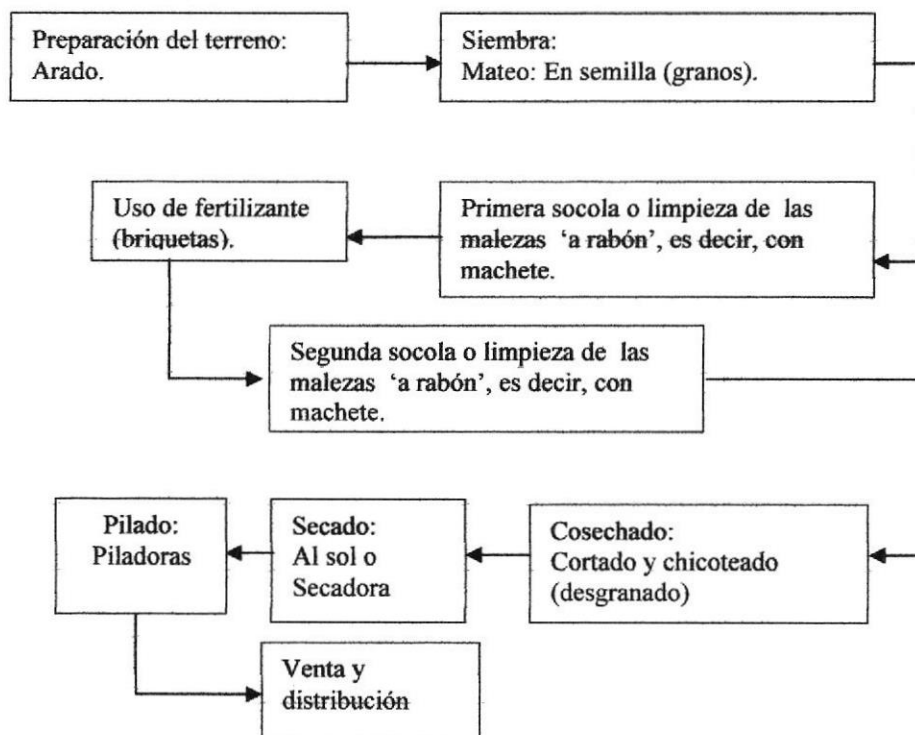 Preparación del terreno:
Arado.
Siembra:
Mateo: En semilla (granos).
Primera socola o limpieza de las
malezas ‘a rabón’, es decir, con
machete.
Uso de fertilizante
(briquetas).
Segunda socola o limpieza de las
malezas ‘a rabón’, es decir, con
machete.
Cosechado:
Cortado y chicoteado
(desgranado)
Secado:
Al sol o
Secadora
Pilado:
Piladoras
Venta y
distribución